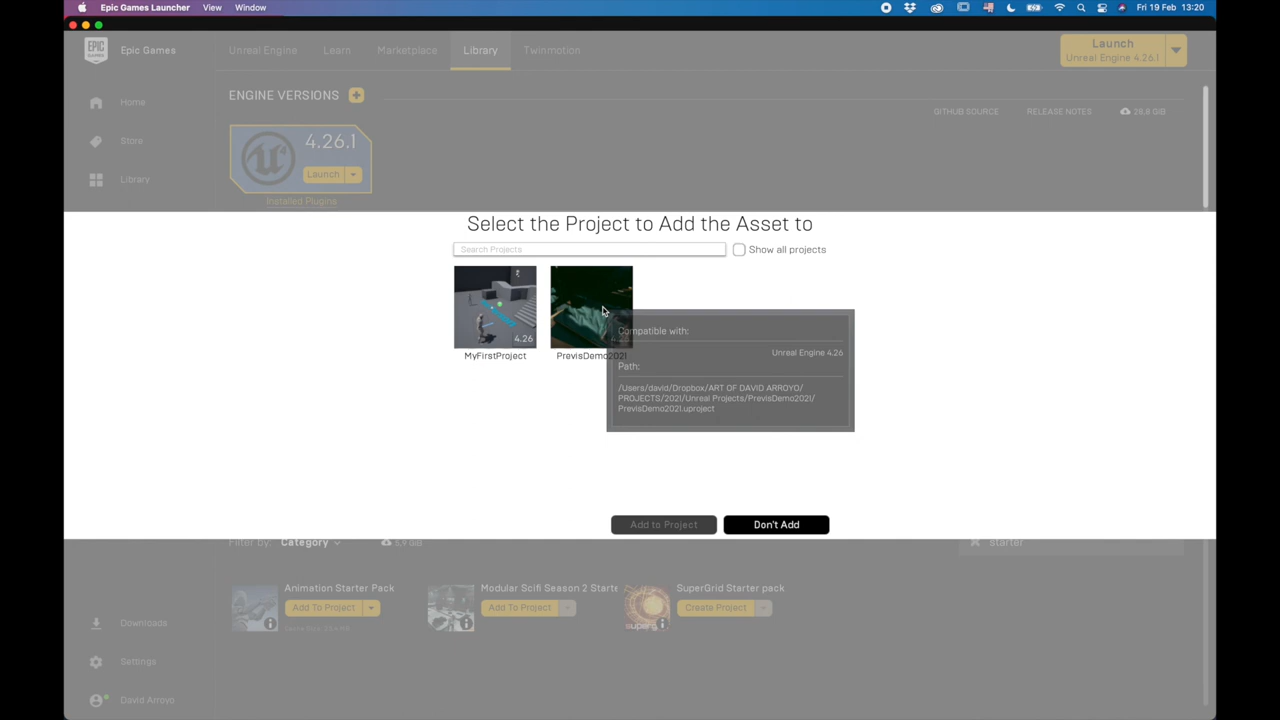 Epic Games Launcher View Window
Fri 19 Feb 13:20
EPIC GAMES
Epic Games
Unreal Engine Learn Marketplace Library Twinmotion
Launch
Unreal Engine 4.26.1
Home
Store
Library
ENGINE VERSIONS
GITHUB SOURCE RELEASE NOTES 28,8 GiB
4.26.1
Launch
Installed Plugins
Select the Project to Add the Asset to
Search Projects
Show all projects
4.26
MyFirstProject
PrevisDemo2021
Compatible with:
Unreal Engine 4.26
Path:
/Users/david/Dropbox/ART OF DAVID ARROYO/
PROJECTS/2021/Unreal Projects/PrevisDemo2021/
PrevisDemo2021.uproject
Add to Project
Don't Add
Filter by: Category 5,9 GiB
starter
Animation Starter Pack
Add To Project
Modular Scifi Season 2 Starte
Add To Project
SuperGrid Starter pack
Create Project
Downloads
Settings
David Arroyo